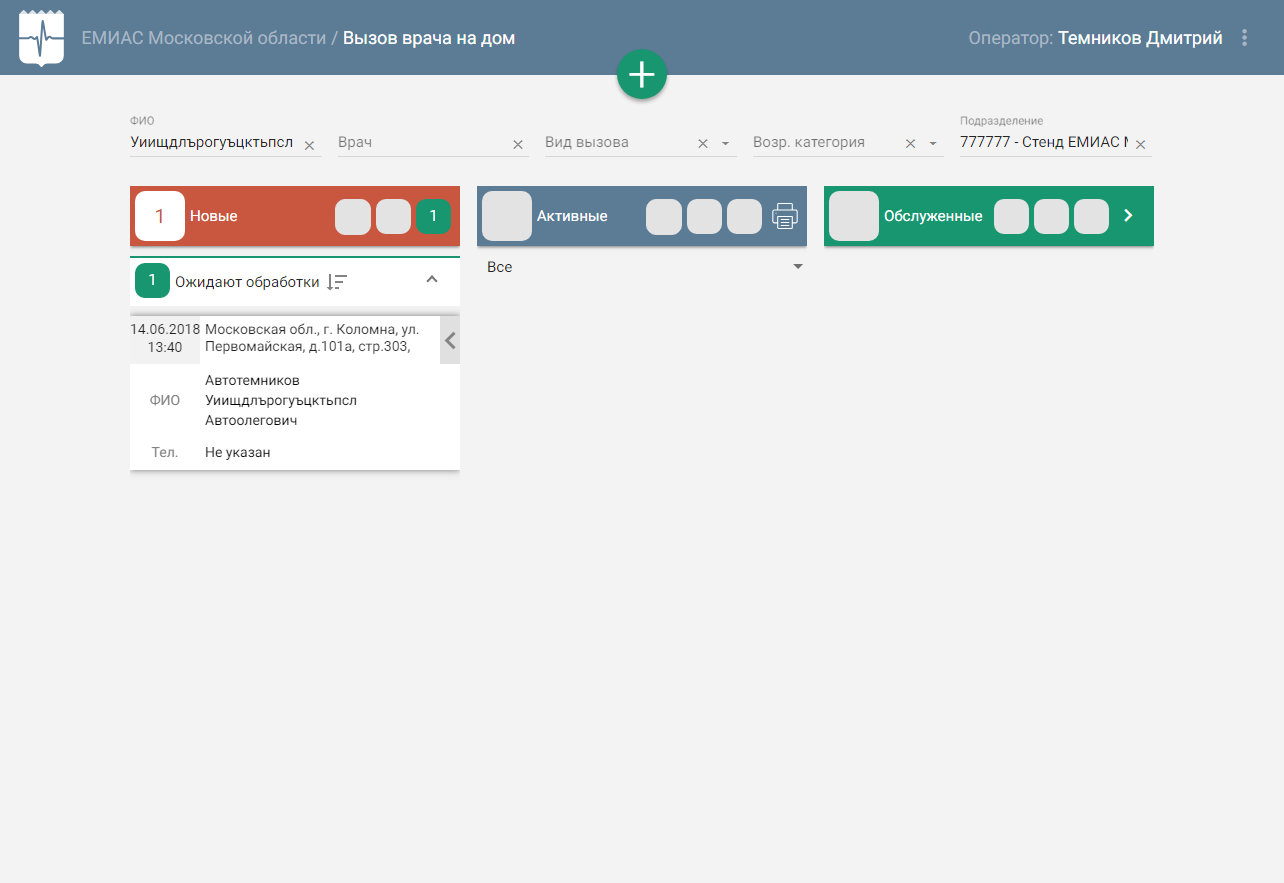 ЕМИАС Московской области / Вызов врача на дом
Оператор: Темников Дмитрий
ФИО
Уиищдлърогуъцктьпсл
Врач
Вид вызова
Возр. категория
Подразделение
777777 - Стенд ЕМИАС
1 Новые 1
Активные
Обслуженные
1 Ожидают обработки
Все
14.06.2018
13:40
Московская обл., г. Коломна, ул.
Первомайская, д.101а, стр.303,
ФИО
Автотемников
Уиищдлърогуъцктьпсл
Автоолегович
Тел.
Не указан